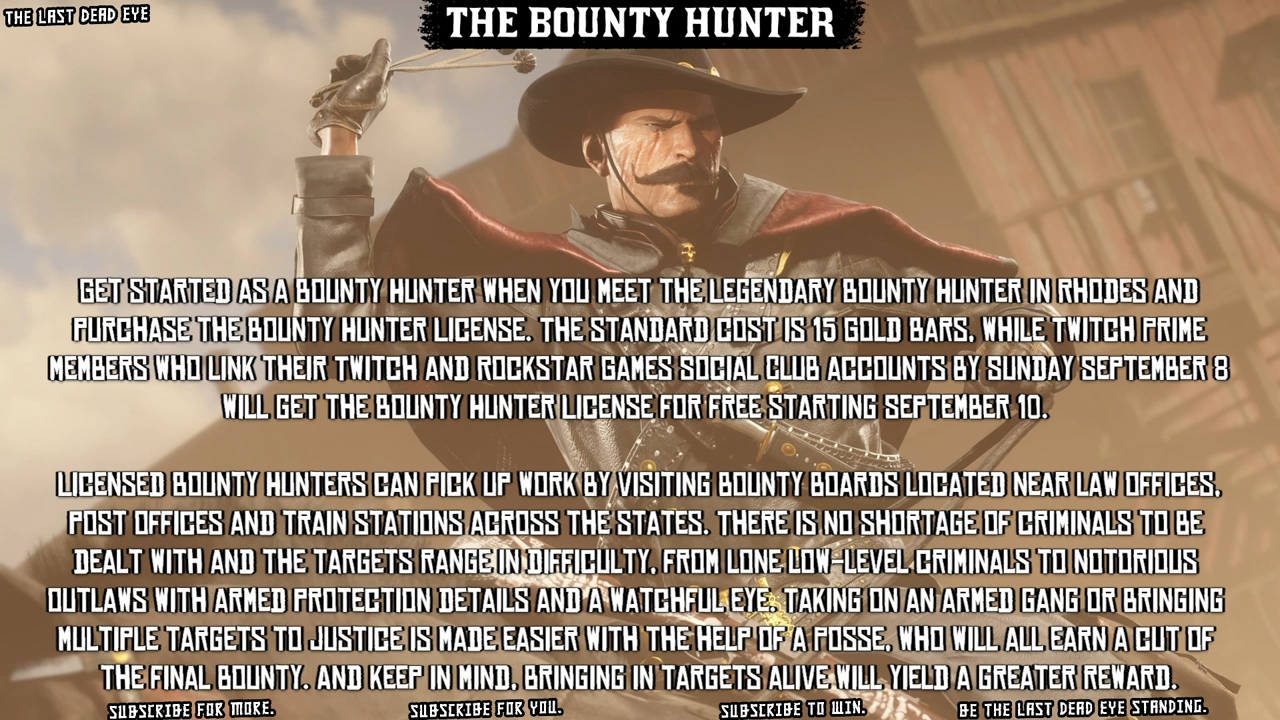 THE LAST DEAD EYE
THE BOUNTY HUNTER
GET STARTED AS A BOUNTY HUNTER WHEN YOU MEET THE LEGENDARY BOUNTY HUNTER IN RHODES AND
PURCHASE THE BOUNTY HUNTER LICENSE. THE STANDARD COST IS 15 GOLD BARS, WHILE TWITCH PRIME
MEMBERS WHO LINK THEIR TWITCH AND ROCKSTAR GAMES SOCIAL CLUB ACCOUNTS BY SUNDAY SEPTEMBER 8
WILL GET THE BOUNTY HUNTER LICENSE FOR FREE STARTING SEPTEMBER 10.
LICENSED BOUNTY HUNTERS CAN PICK UP WORK BY VISITING BOUNTY BOARDS LOCATED NEAR LAW OFFICES,
POST OFFICES AND TRAIN STATIONS ACROSS THE STATES. THERE IS NO SHORTAGE OF CRIMINALS TO BE
DEALT WITH AND THE TARGETS RANGE IN DIFFICULTY, FROM LONE LOW-LEVEL CRIMINALS TO NOTORIOUS
OUTLAWS WITH ARMED PROTECTION DETAILS AND A WATCHFUL EYE. TAKING ON AN ARMED GANG OR BRINGING
MULTIPLE TARGETS TO JUSTICE IS MADE EASIER WITH THE HELP OF A POSSE, WHO WILL ALL EARN A CUT OF
THE FINAL BOUNTY. AND KEEP IN MIND, BRINGING IN TARGETS ALIVE WILL YIELD A GREATER REWARD.
SUBSCRIBE FOR MORE.
SUBSCRIBE FOR YOU.
SUBSCRIBE TO WIN.
BE THE LAST DEAD EYE STANDING.